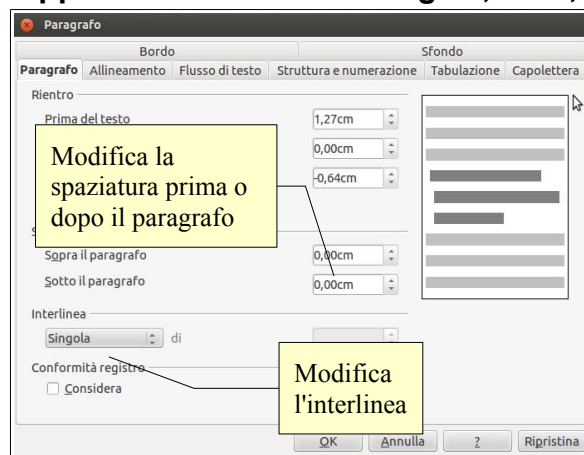 Paragrafo
Bordo Sfondo
Paragrafo Allineamento Flusso di testo Struttura e numerazione Tabulazione Capolettera
Rientro
Prima del testo 1,27cm
0,00cm
-0,64cm
Modifica la
spaziatura prima o
dopo il paragrafo
Sopra il paragrafo 0,00cm
Sotto il paragrafo 0,00cm
Interlinea
Singola di
Conformità registro
Considera
Modifica
l'interlinea
OK Annulla ? Ripristina